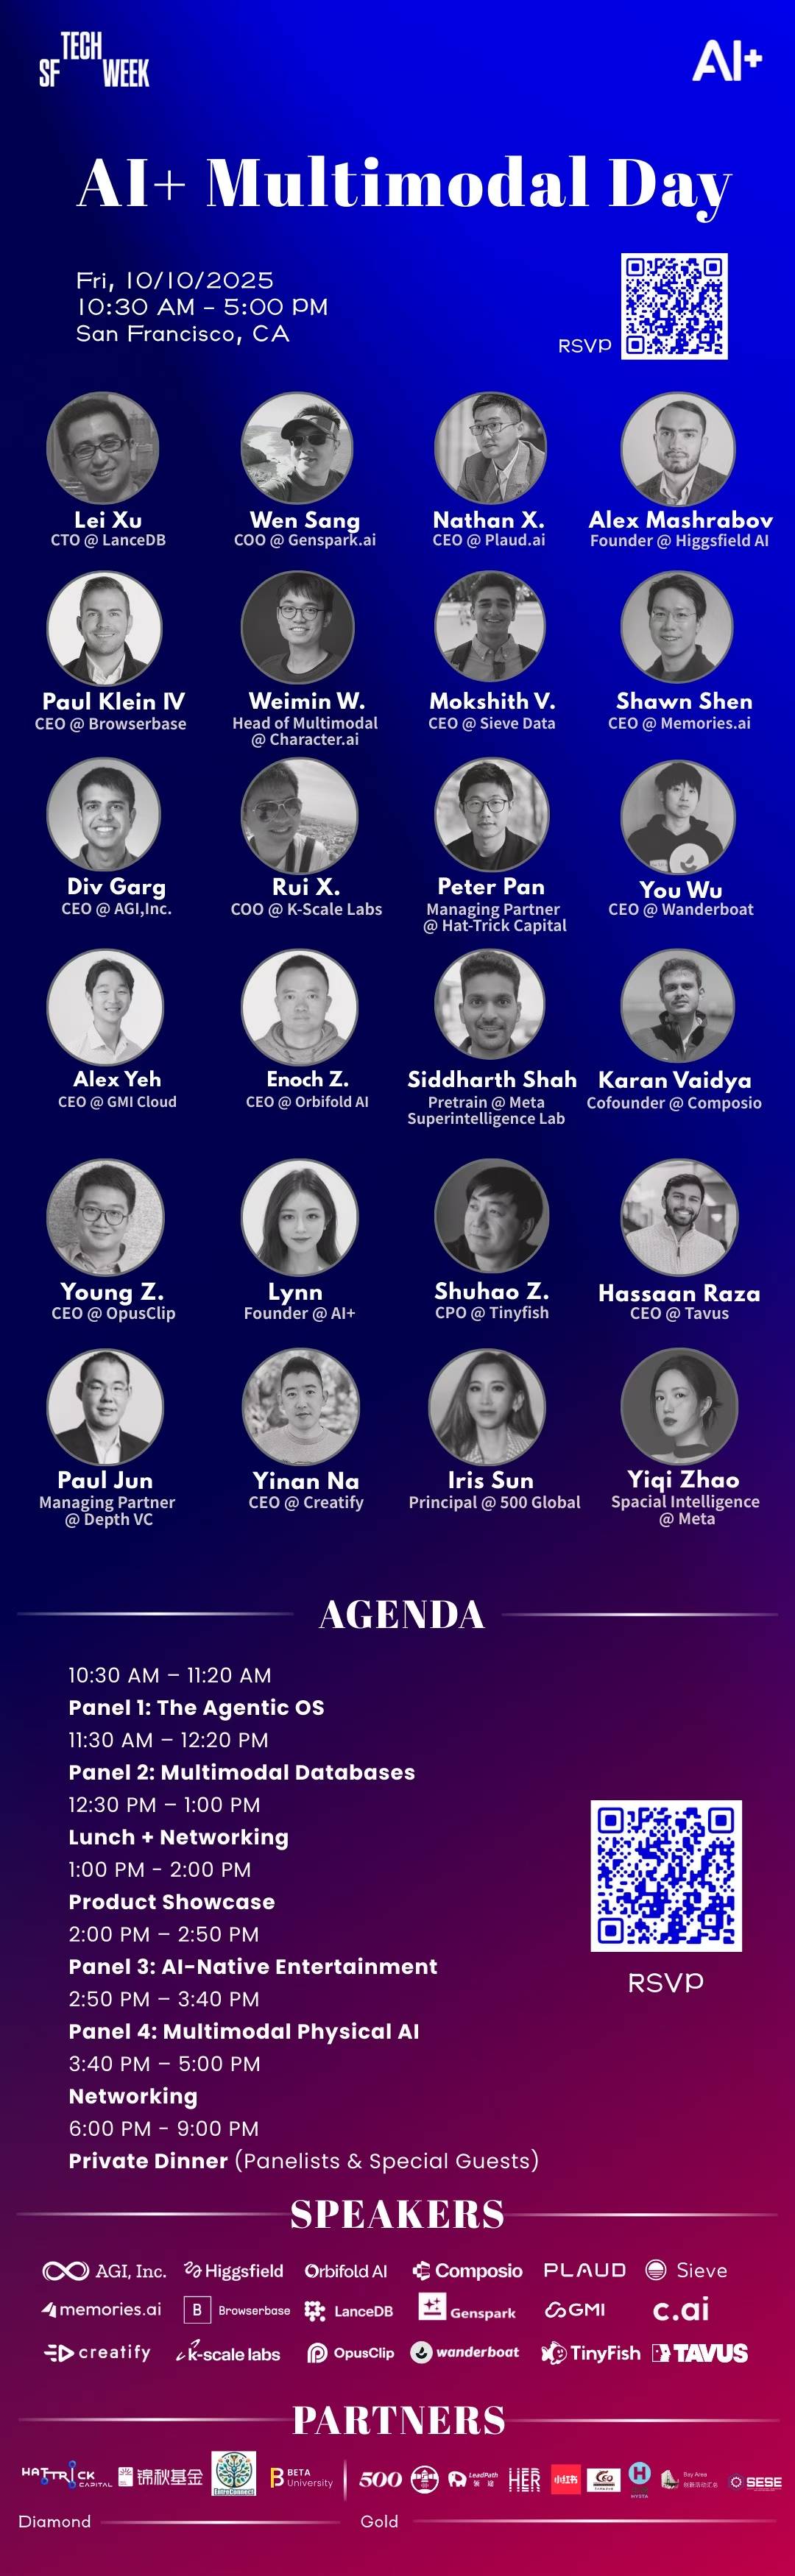 SF TECH WEEK
AI+
AI+ Multimodal Day
Fri, 10/10/2025
10:30 AM – 5:00 PM
San Francisco, CA
RSVP
Lei Xu
CTO @ LanceDB
Wen Sang
COO @ Genspark.ai
Nathan X.
CEO @ Plaud.ai
Alex Mashrabov
Founder @ Higgsfield AI
Paul Klein IV
CEO @ Browserbase
Weimin W.
Head of Multimodal
@ Character.ai
Mokshith V.
CEO @ Sieve Data
Shawn Shen
CEO @ Memories.ai
Div Garg
CEO @ AGI,Inc.
Rui X.
COO @ K-Scale Labs
Peter Pan
Managing Partner
@ Hat-Trick Capital
You Wu
CEO @ Wanderboat
Alex Yeh
CEO @ GMI Cloud
Enoch Z.
CEO @ Orbifold AI
Siddharth Shah
Pretrain @ Meta
Superintelligence Lab
Karan Vaidya
Cofounder @ Composio
Young Z.
CEO @ OpusClip
Lynn
Founder @ AI+
Shuhao Z.
CPO @ Tinyfish
Hassaan Raza
CEO @ Tavus
Paul Jun
Managing Partner
@ Depth VC
Yinan Na
CEO @ Creatify
Iris Sun
Principal @ 500 Global
Yiqi Zhao
Spacial Intelligence
@ Meta
AGENDA
10:30 AM – 11:20 AM
Panel 1: The Agentic OS
11:30 AM – 12:20 PM
Panel 2: Multimodal Databases
12:30 PM – 1:00 PM
Lunch + Networking
1:00 PM - 2:00 PM
Product Showcase
2:00 PM – 2:50 PM
Panel 3: AI-Native Entertainment
2:50 PM – 3:40 PM
Panel 4: Multimodal Physical AI
3:40 PM – 5:00 PM
Networking
6:00 PM - 9:00 PM
Private Dinner (Panelists & Special Guests)
RSVP
SPEAKERS
AGI, Inc. Higgsfield Orbifold AI Composio PLAUD Sieve
memories.ai B Browserbase LanceDB Genspark GMI c.ai
creatify k-scale labs OpusClip wanderboat TinyFish TAVUS
PARTNERS
HATTRICK CAPITAL 锦秋基金 EntreConnect BETA University 500 LeadPath 领途 HER 小红书 CEO HYSTA Bay Area SESE
Diamond Gold